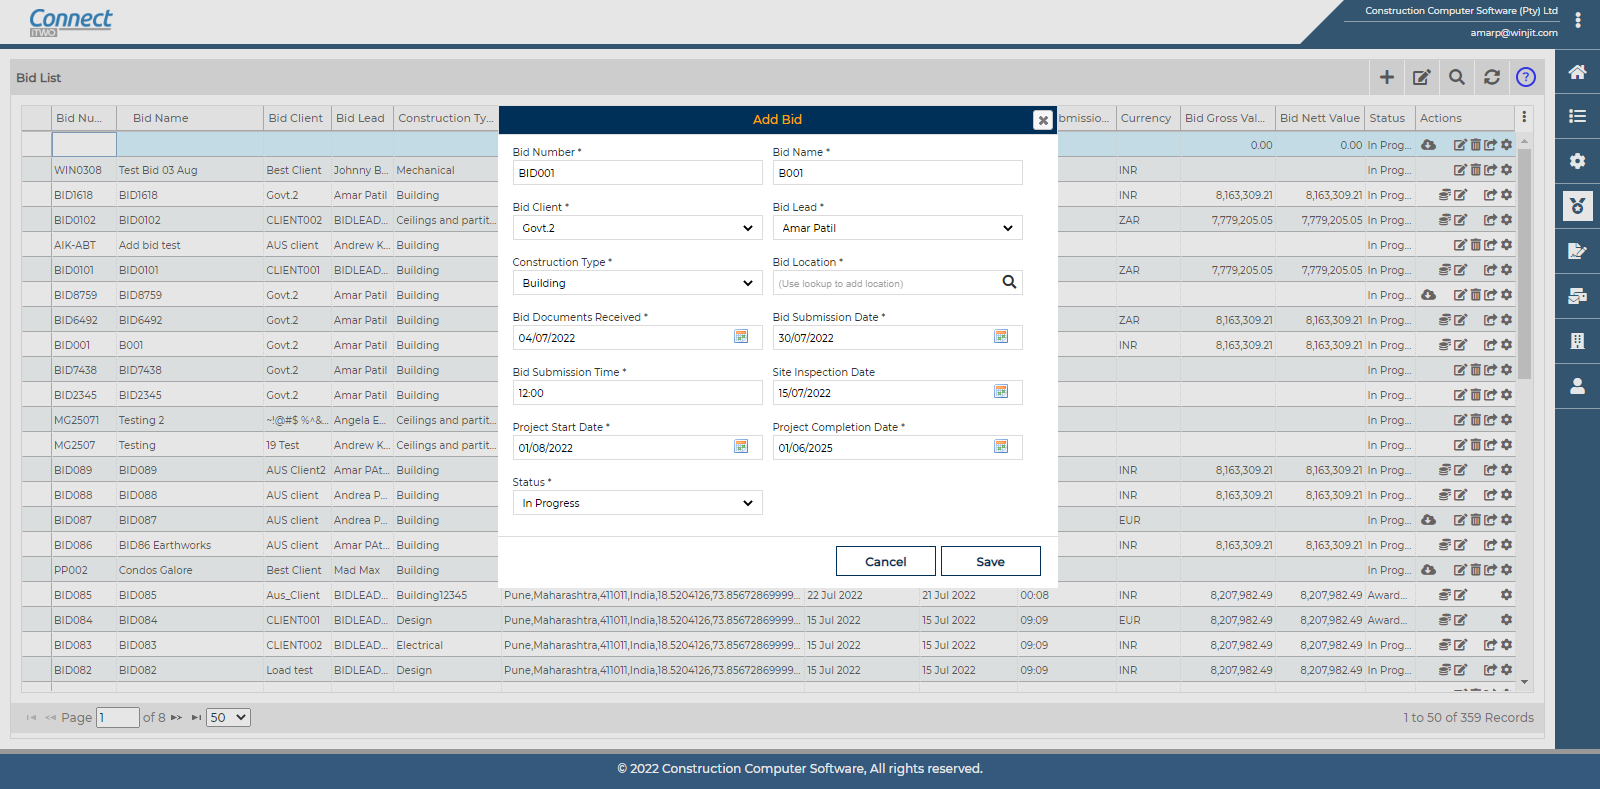 Connect
iTWO
Construction Computer Software (Pty) Ltd
amarp@winjit.com
Bid List
Bid Nu... Bid Name Bid Client Bid Lead Construction Ty... bmissio... Currency Bid Gross Val... Bid Nett Value Status Actions
0.00 0.00 In Prog...
WIN0308 Test Bid 03 Aug Best Client Johnny B... Mechanical INR In Prog...
BID1618 BID1618 Govt.2 Amar Patil Building INR 8,163,309.21 8,163,309.21 In Prog...
BID0102 BID0102 CLIENT002 BIDLEAD... Ceilings and partit... ZAR 7,779,205.05 7,779,205.05 In Prog...
AIK-ABT Add bid test AUS client Andrew K... Building In Prog...
BID0101 BID0101 CLIENT001 BIDLEAD... Building ZAR 7,779,205.05 7,779,205.05 In Prog...
BID8759 BID8759 Govt.2 Amar Patil Building In Prog...
BID6492 BID6492 Govt.2 Amar Patil Building ZAR 8,163,309.21 8,163,309.21 In Prog...
BID001 B001 Govt.2 Amar Patil Building INR 8,163,309.21 8,163,309.21 In Prog...
BID7438 BID7438 Govt.2 Amar Patil Building In Prog...
BID2345 BID2345 Govt.2 Amar Patil Building In Prog...
MG25071 Testing 2 ~!@#$ %^&... Angela E... Ceilings and partit... In Prog...
MG2507 Testing 19 Test Andrew K... Ceilings and partit... In Prog...
BID089 BID089 AUS Client2 Amar PAt... Building INR 8,163,309.21 8,163,309.21 In Prog...
BID088 BID088 AUS client Andrea P... Building INR 8,163,309.21 8,163,309.21 In Prog...
BID087 BID087 AUS client Andrea P... Building EUR In Prog...
BID086 BID86 Earthworks AUS client Amar PAt... Building INR 8,163,309.21 8,163,309.21 In Prog...
PP002 Condos Galore Best Client Mad Max Building In Prog...
BID085 BID085 Aus_Client BIDLEAD... Building12345 Pune,Maharashtra,411011,India,18.5204126,73.85672869999... 22 Jul 2022 21 Jul 2022 00:08 INR 8,207,982.49 8,207,982.49 Award...
BID084 BID084 CLIENT001 BIDLEAD... Design Pune,Maharashtra,411011,India,18.5204126,73.85672869999... 15 Jul 2022 15 Jul 2022 09:09 EUR 8,207,982.49 8,207,982.49 Award...
BID083 BID083 CLIENT002 BIDLEAD... Electrical Pune,Maharashtra,411011,India,18.5204126,73.85672869999... 15 Jul 2022 15 Jul 2022 09:09 INR 8,207,982.49 8,207,982.49 In Prog...
BID082 BID082 Load test BIDLEAD... Design Pune,Maharashtra,411011,India,18.5204126,73.85672869999... 15 Jul 2022 15 Jul 2022 09:09 INR 8,207,982.49 8,207,982.49 In Prog...
Add Bid
Bid Number * Bid Name *
BID001 B001
Bid Client * Bid Lead *
Govt.2 Amar Patil
Construction Type * Bid Location *
Building (Use lookup to add location)
Bid Documents Received * Bid Submission Date *
04/07/2022 30/07/2022
Bid Submission Time * Site Inspection Date
12:00 15/07/2022
Project Start Date * Project Completion Date *
01/08/2022 01/06/2025
Status *
In Progress
Cancel Save
Page 1 of 8 50 1 to 50 of 359 Records
© 2022 Construction Computer Software, All rights reserved.